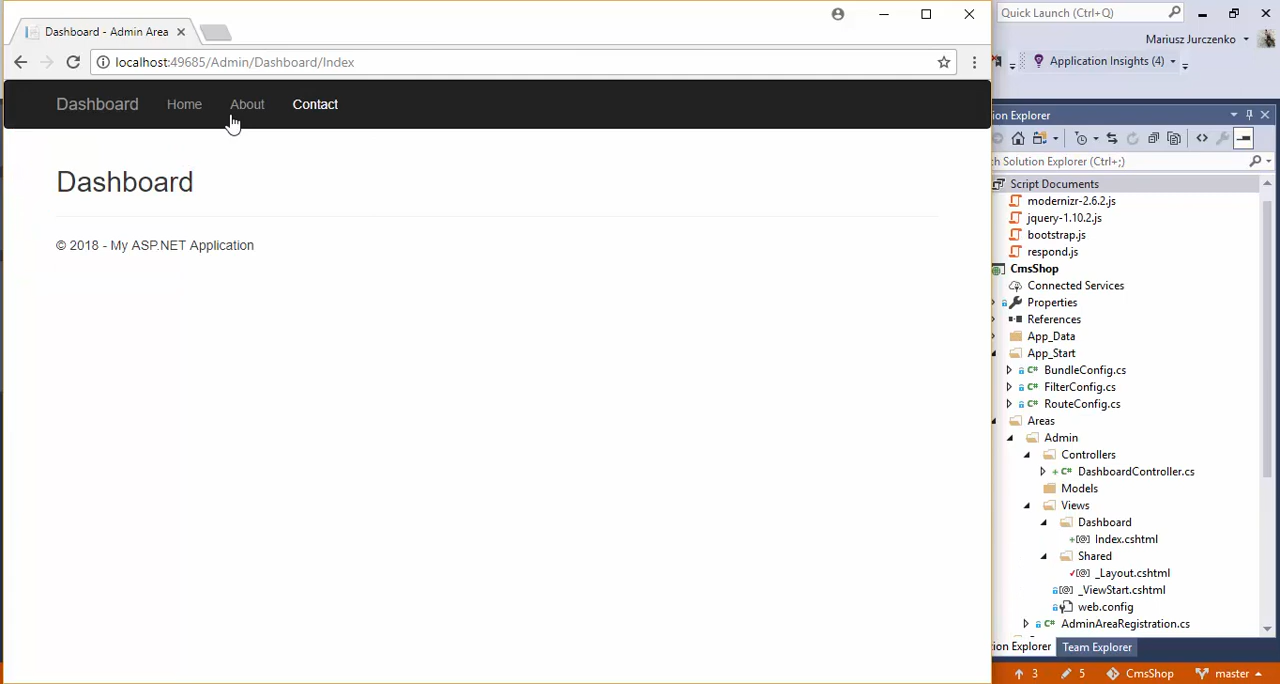 Dashboard - Admin Area
localhost:49685/Admin/Dashboard/Index
Dashboard Home About Contact
Dashboard
© 2018 - My ASP.NET Application
Quick Launch (Ctrl+Q)
Mariusz Jurczenko
Application Insights (4)
ion Explorer
ch Solution Explorer (Ctrl+;)
Script Documents
modernizr-2.6.2.js
jquery-1.10.2.js
bootstrap.js
respond.js
CmsShop
Connected Services
Properties
References
App_Data
App_Start
C# BundleConfig.cs
C# FilterConfig.cs
C# RouteConfig.cs
Areas
Admin
Controllers
C# DashboardController.cs
Models
Views
Dashboard
[@] Index.cshtml
Shared
[@] _Layout.cshtml
[@] _ViewStart.cshtml
web.config
C# AdminAreaRegistration.cs
ion Explorer Team Explorer
3 5 CmsShop master